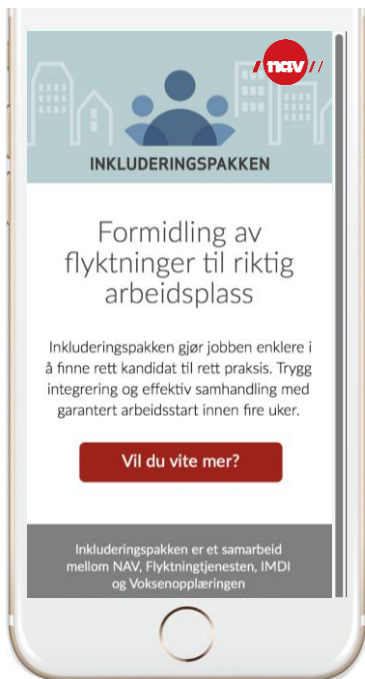 nav
INKLUDERINGSPAKKEN
Formidling av
flyktninger til riktig
arbeidsplass
Inkluderingspakken gjør jobben enklere i
å finne rett kandidat til rett praksis. Trygg
integrering og effektiv samhandling med
garantert arbeidsstart innen fire uker.
Vil du vite mer?
Inkluderingspakken er et samarbeid
mellom NAV, Flyktningtjenesten, IMDI
og Voksenopplæringen